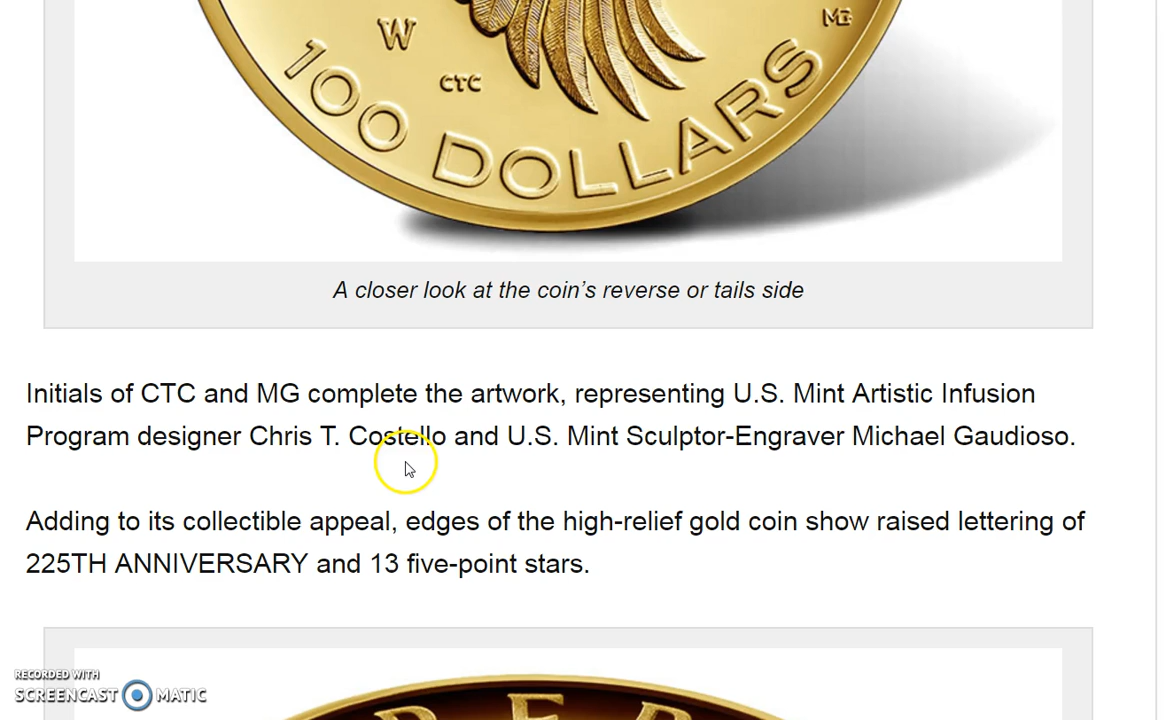 W
MG
CTC
100 DOLLARS
A closer look at the coin's reverse or tails side
Initials of CTC and MG complete the artwork, representing U.S. Mint Artistic Infusion
Program designer Chris T. Costello and U.S. Mint Sculptor-Engraver Michael Gaudioso.
Adding to its collectible appeal, edges of the high-relief gold coin show raised lettering of
225TH ANNIVERSARY and 13 five-point stars.
RECORDED WITH
SCREENCAST MATIC